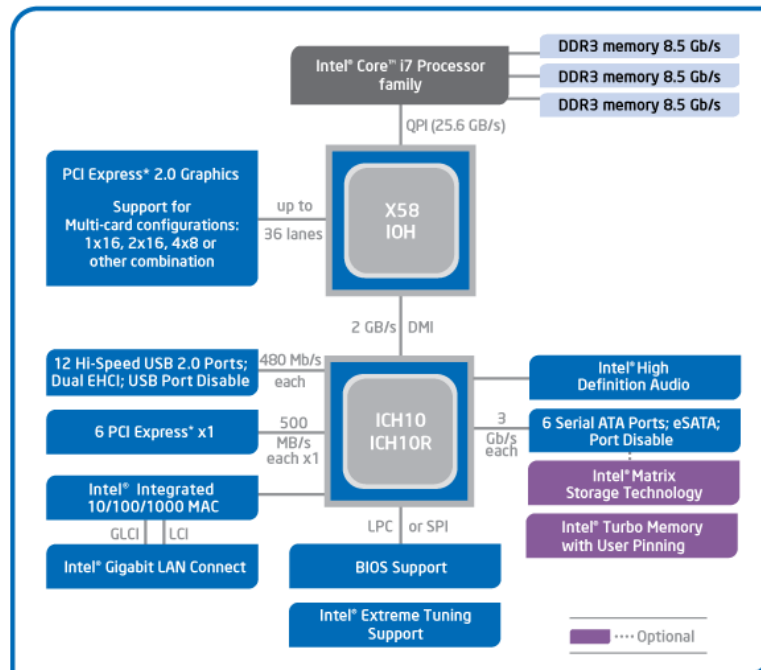 Intel® Core™ i7 Processor
family
DDR3 memory 8.5 Gb/s
DDR3 memory 8.5 Gb/s
DDR3 memory 8.5 Gb/s
QPI (25.6 GB/s)
PCI Express* 2.0 Graphics
Support for
Multi-card configurations:
1x16, 2x16, 4x8 or
other combination
up to
36 lanes
X58
IOH
2 GB/s DMI
12 Hi-Speed USB 2.0 Ports;
Dual EHCI; USB Port Disable
480 Mb/s
each
6 PCI Express* x1
500
MB/s
each x1
Intel® Integrated
10/100/1000 MAC
GLCI LCI
Intel® Gigabit LAN Connect
ICH10
ICH10R
Intel® High
Definition Audio
3
Gb/s
each
6 Serial ATA Ports; eSATA;
Port Disable
Intel® Matrix
Storage Technology
Intel® Turbo Memory
with User Pinning
LPC or SPI
BIOS Support
Intel® Extreme Tuning
Support
Optional